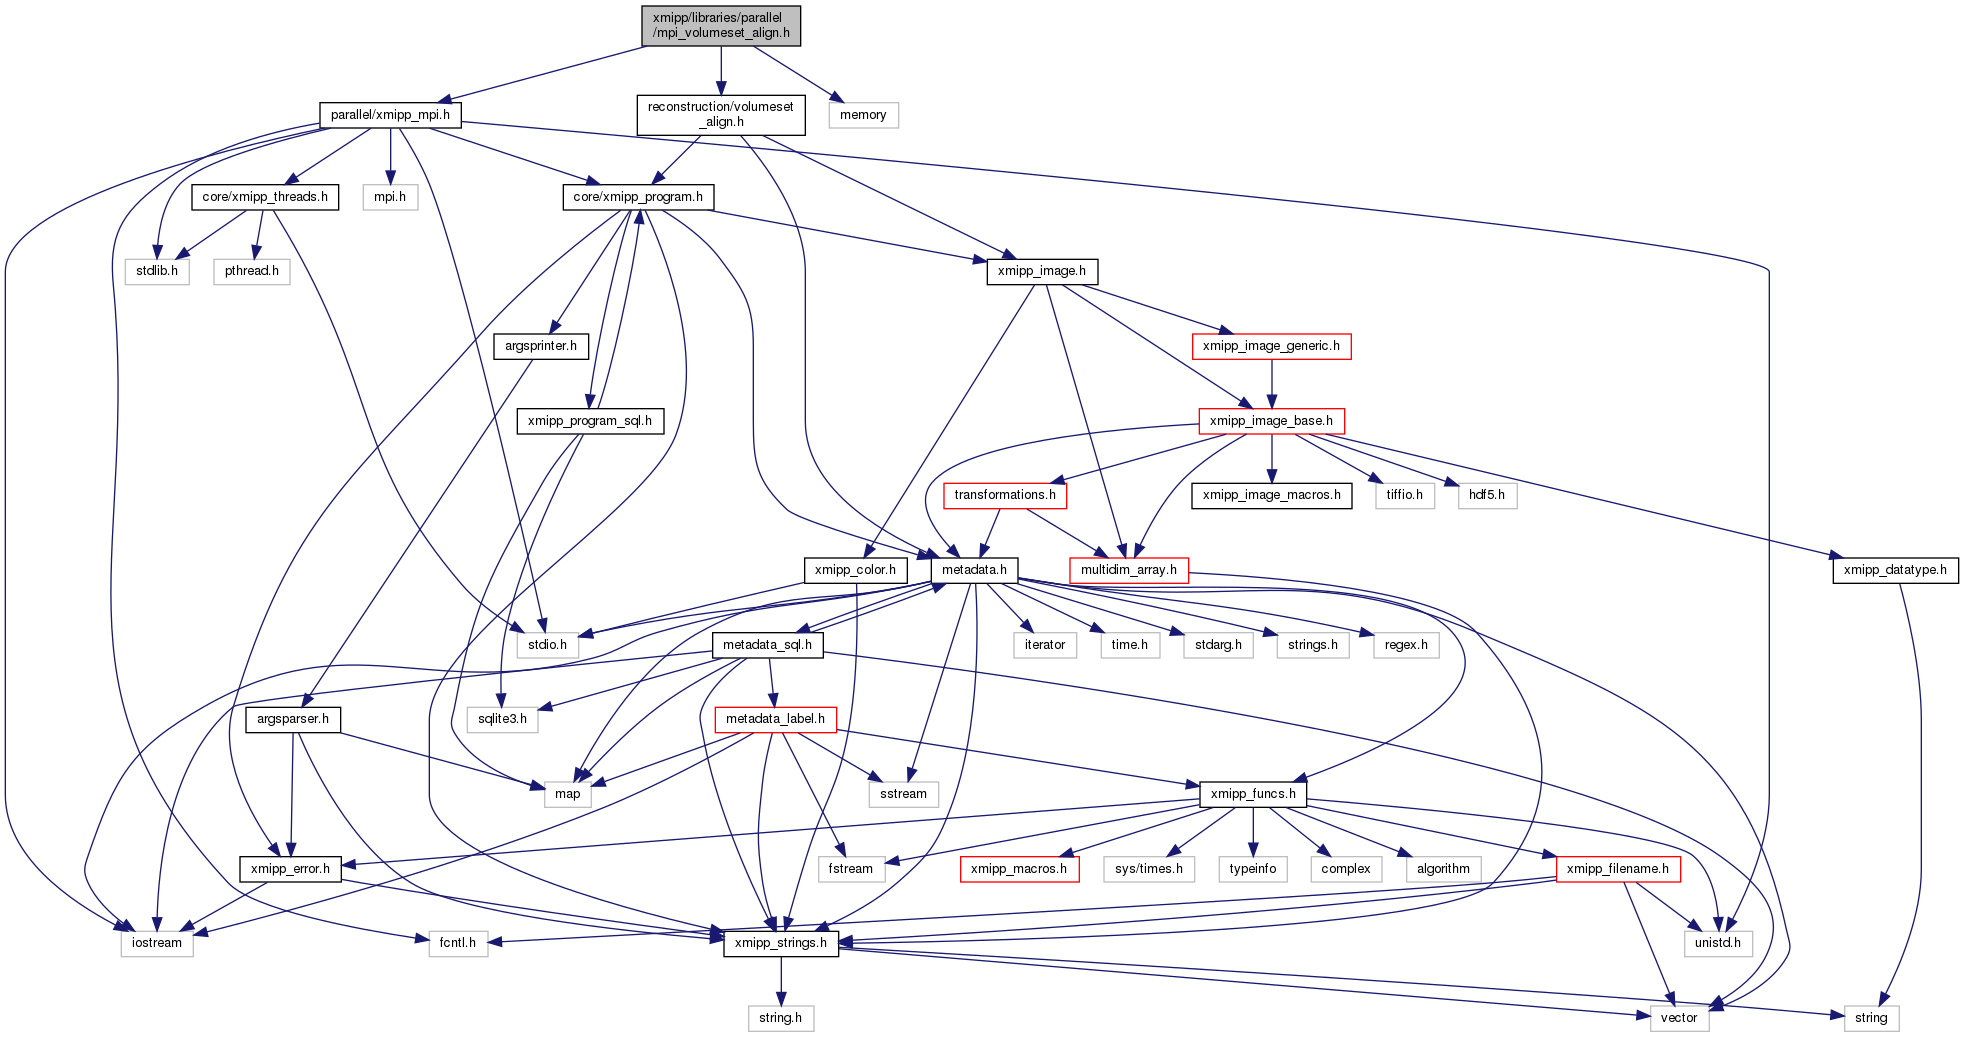 xmipp/libraries/parallel
/mpi_volumeset_align.h
parallel/xmipp_mpi.h
reconstruction/volumeset
_align.h
memory
core/xmipp_threads.h
mpi.h
core/xmipp_program.h
stdlib.h
pthread.h
xmipp_image.h
argsprinter.h
xmipp_image_generic.h
xmipp_program_sql.h
xmipp_image_base.h
transformations.h
xmipp_image_macros.h
tiffio.h
hdf5.h
xmipp_color.h
metadata.h
multidim_array.h
xmipp_datatype.h
stdio.h
metadata_sql.h
iterator
time.h
stdarg.h
strings.h
regex.h
argsparser.h
sqlite3.h
metadata_label.h
map
sstream
xmipp_funcs.h
xmipp_error.h
fstream
xmipp_macros.h
sys/times.h
typeinfo
complex
algorithm
xmipp_filename.h
iostream
fcntl.h
xmipp_strings.h
unistd.h
string.h
vector
string